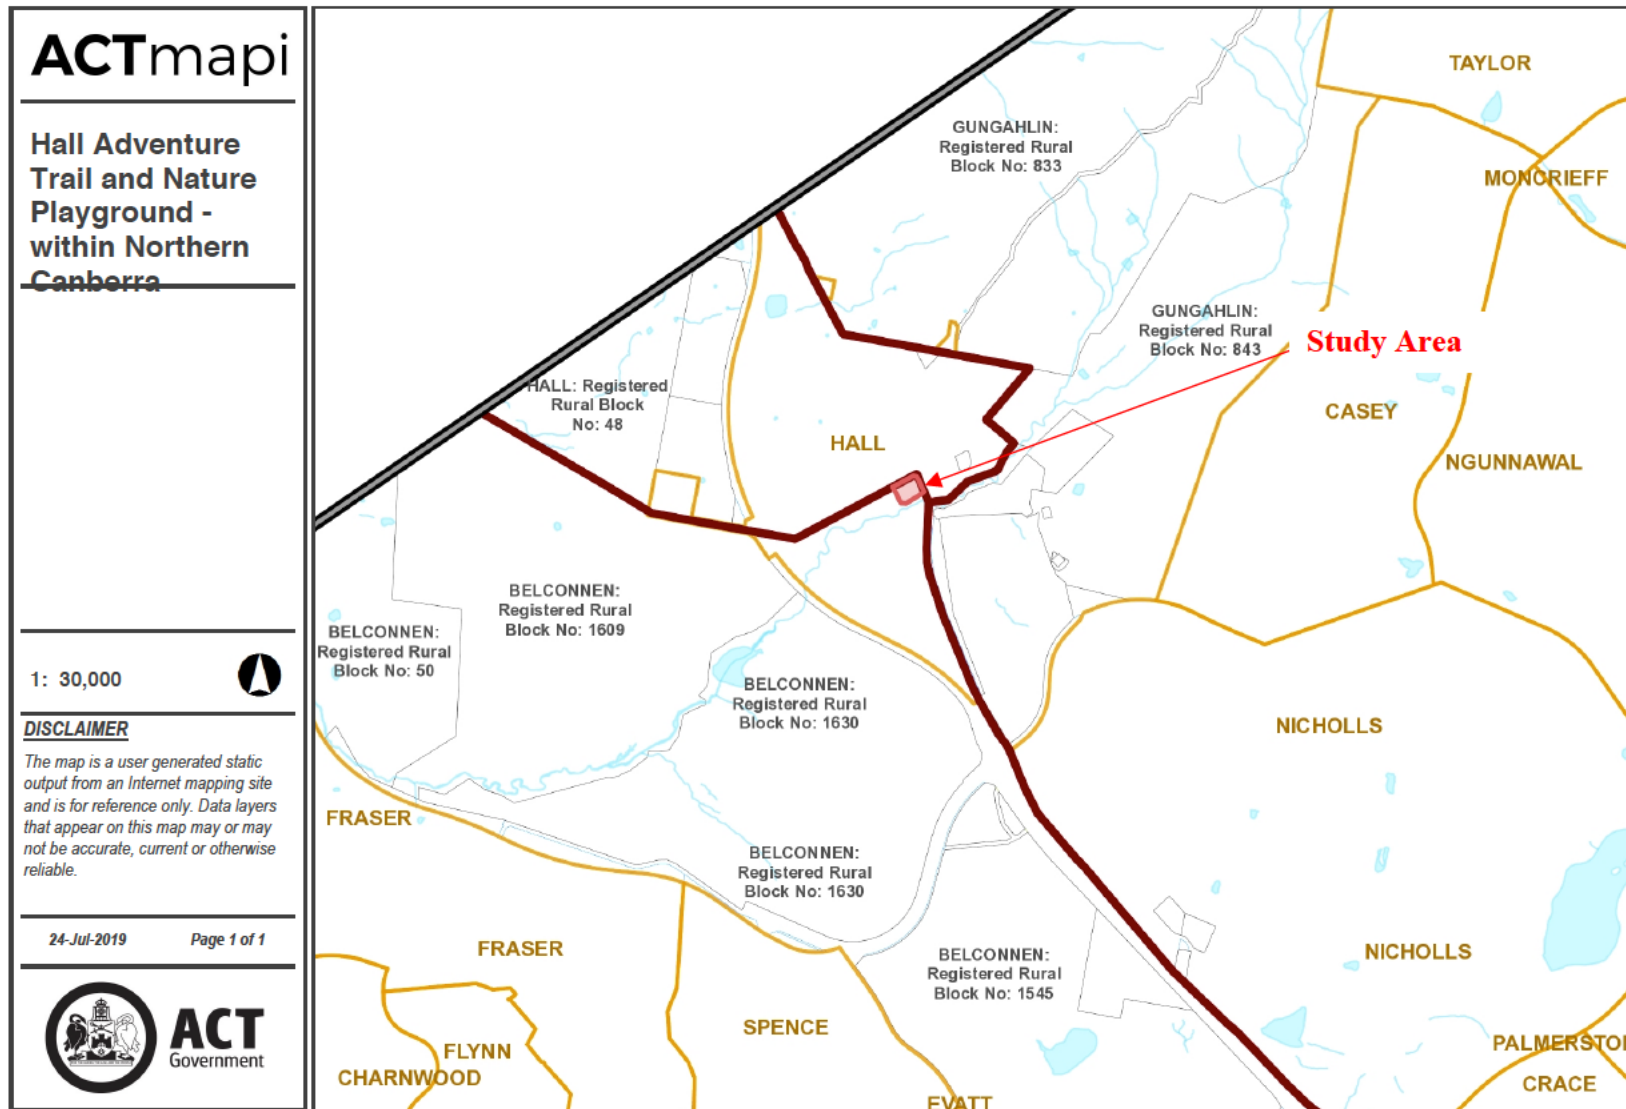 ACTmapi
Hall Adventure
Trail and Nature
Playground -
within Northern
Canberra
1: 30,000
DISCLAIMER
The map is a user generated static
output from an Internet mapping site
and is for reference only. Data layers
that appear on this map may or may
not be accurate, current or otherwise
reliable.
24-Jul-2019 Page 1 of 1
ACT
Government
TAYLOR
MONCRIEFF
GUNGAHLIN:
Registered Rural
Block No: 833
GUNGAHLIN:
Registered Rural
Block No: 843
Study Area
HALL: Registered
Rural Block
No: 48
HALL
CASEY
NGUNNAWAL
BELCONNEN:
Registered Rural
Block No: 1609
BELCONNEN:
Registered Rural
Block No: 50
BELCONNEN:
Registered Rural
Block No: 1630
NICHOLLS
FRASER
BELCONNEN:
Registered Rural
Block No: 1630
FRASER
BELCONNEN:
Registered Rural
Block No: 1545
NICHOLLS
SPENCE
FLYNN
CHARNWOOD
PALMERSTO
CRACE
EVATT